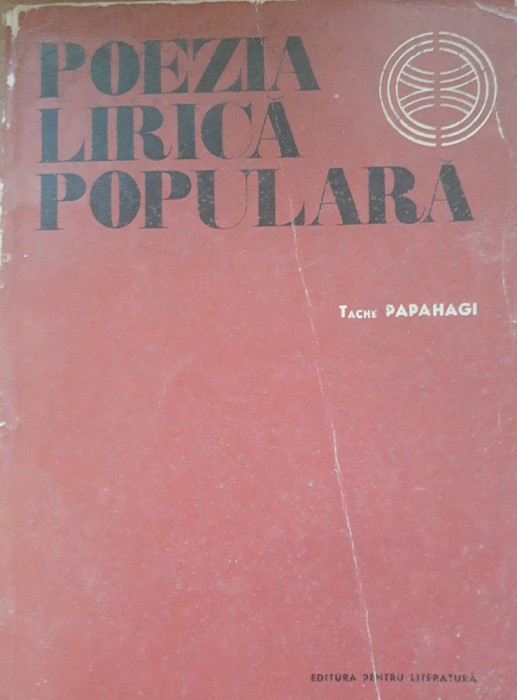 POEZIA
LIRICĂ
POPULARĂ
TACHE PAPAHAGI
EDITURA PENTRU LITERATURĂ